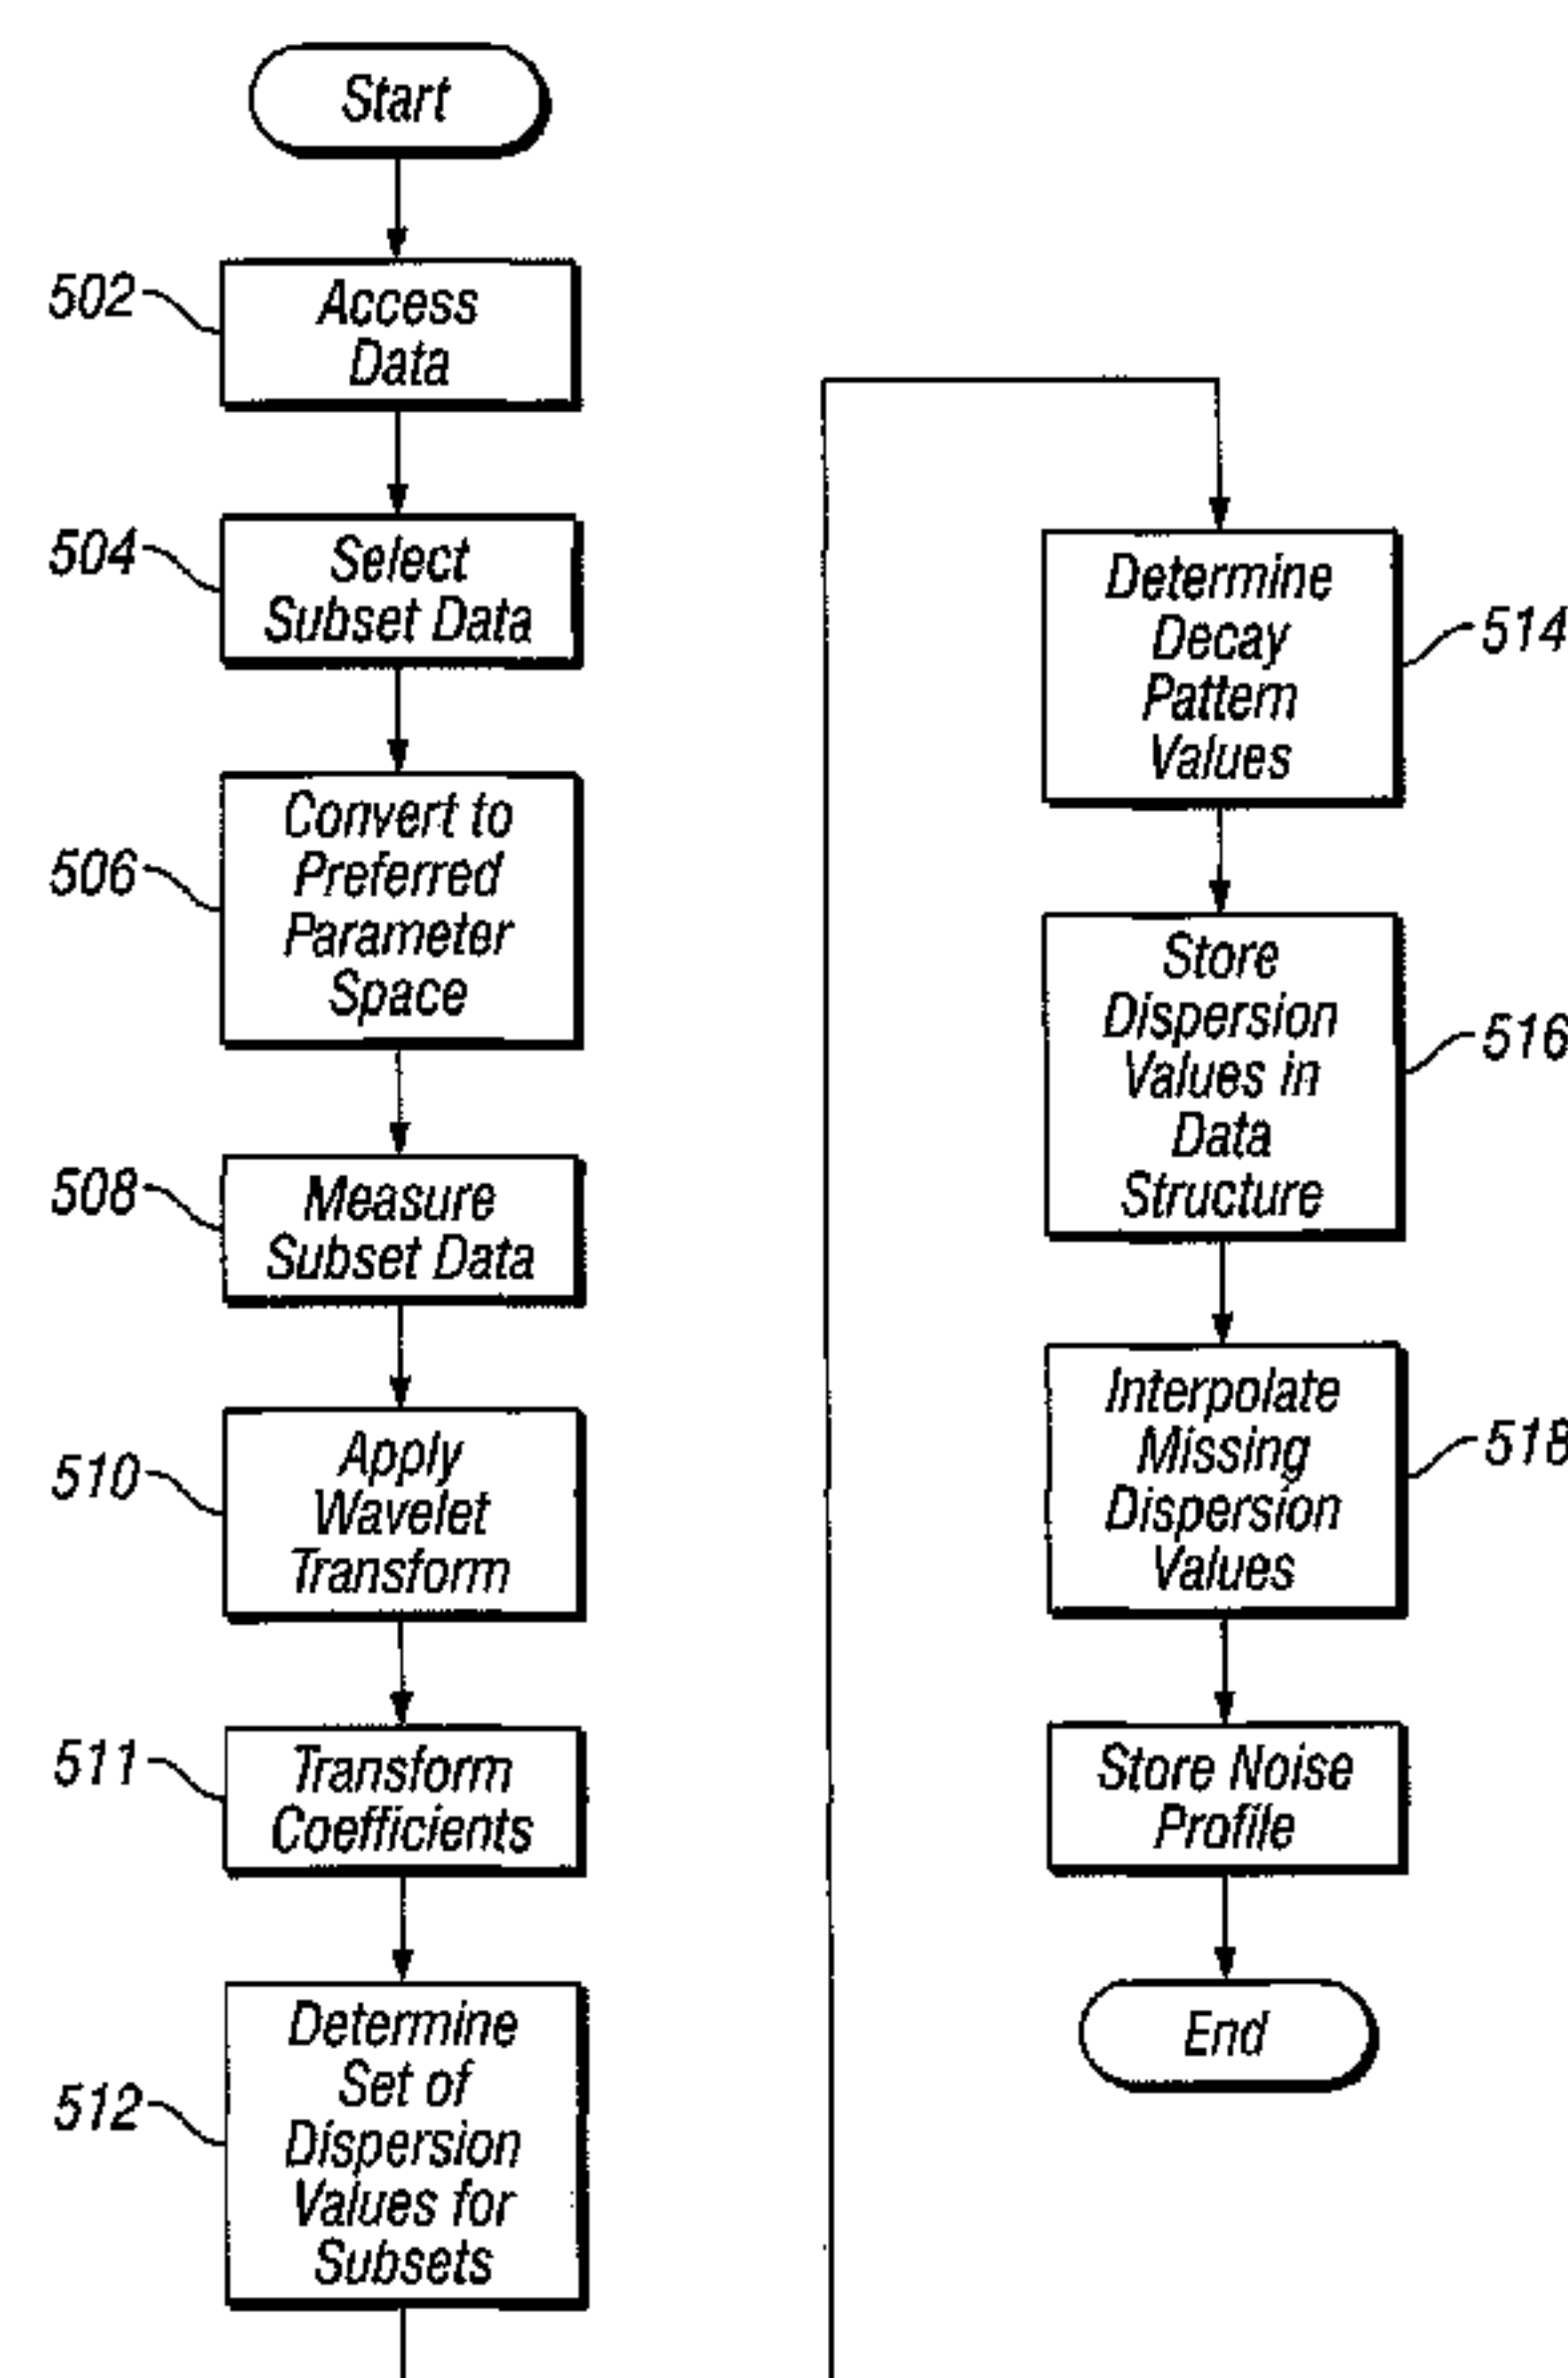 Start
502
Access
Data
504
Select
Subset Data
506
Convert to
Preferred
Parameter
Space
508
Measure
Subset Data
510
Apply
Wavelet
Transform
511
Transform
Coefficients
512
Determine
Set of
Dispersion
Values for
Subsets
Determine
Decay
Pattern
Values
514
Store
Dispersion
Values in
Data
Structure
516
Interpolate
Missing
Dispersion
Values
518
Store Noise
Profile
End